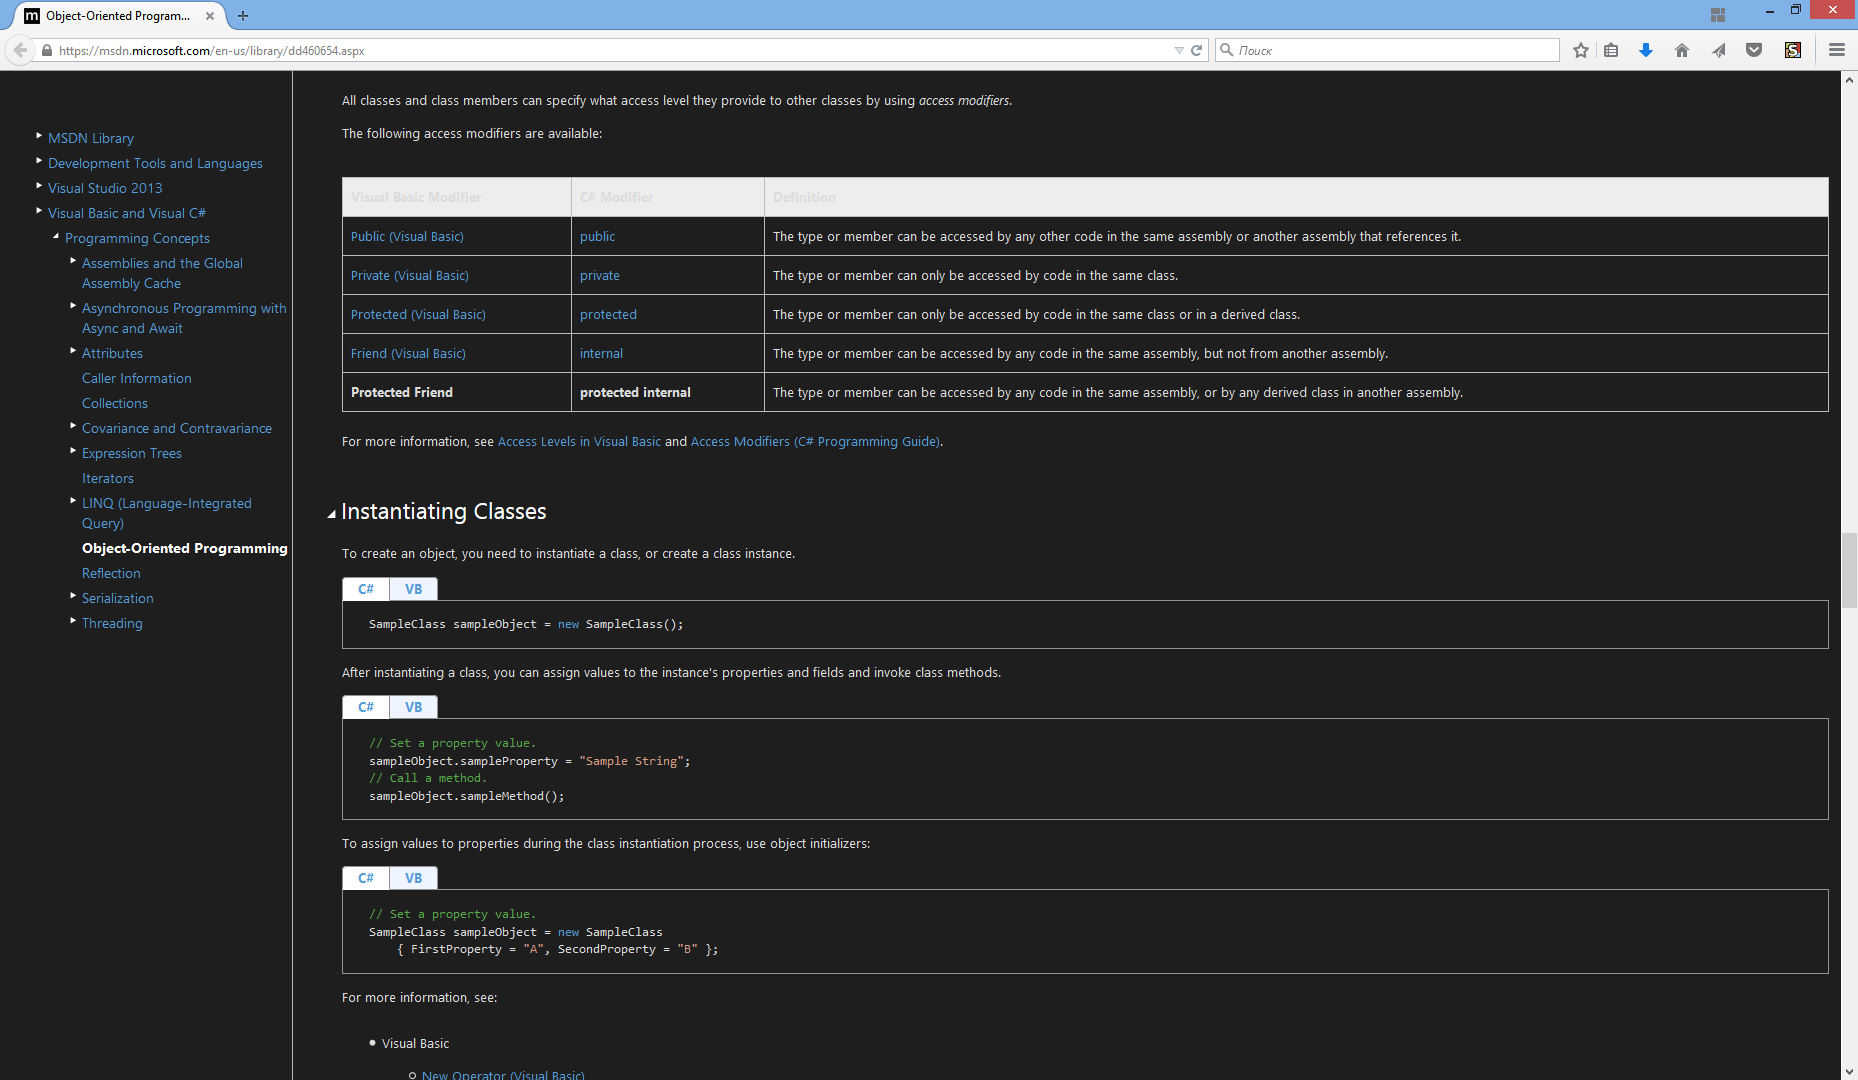 Object-Oriented Program...
https://msdn.microsoft.com/en-us/library/dd460654.aspx
Поиск
MSDN Library
Development Tools and Languages
Visual Studio 2013
Visual Basic and Visual C#
Programming Concepts
Assemblies and the Global
Assembly Cache
Asynchronous Programming with
Async and Await
Attributes
Caller Information
Collections
Covariance and Contravariance
Expression Trees
Iterators
LINQ (Language-Integrated
Query)
Object-Oriented Programming
Reflection
Serialization
Threading
All classes and class members can specify what access level they provide to other classes by using access modifiers.
The following access modifiers are available:
Visual Basic Modifier C# Modifier Definition
Public (Visual Basic) public The type or member can be accessed by any other code in the same assembly or another assembly that references it.
Private (Visual Basic) private The type or member can only be accessed by code in the same class.
Protected (Visual Basic) protected The type or member can only be accessed by code in the same class or in a derived class.
Friend (Visual Basic) internal The type or member can be accessed by any code in the same assembly, but not from another assembly.
Protected Friend protected internal The type or member can be accessed by any code in the same assembly, or by any derived class in another assembly.
For more information, see Access Levels in Visual Basic and Access Modifiers (C# Programming Guide).
Instantiating Classes
To create an object, you need to instantiate a class, or create a class instance.
C# VB
SampleClass sampleObject = new SampleClass();
After instantiating a class, you can assign values to the instance's properties and fields and invoke class methods.
C# VB
// Set a property value.
sampleObject.sampleProperty = "Sample String";
// Call a method.
sampleObject.sampleMethod();
To assign values to properties during the class instantiation process, use object initializers:
C# VB
// Set a property value.
SampleClass sampleObject = new SampleClass
{ FirstProperty = "A", SecondProperty = "B" };
For more information, see:
Visual Basic
New Operator (Visual Basic)